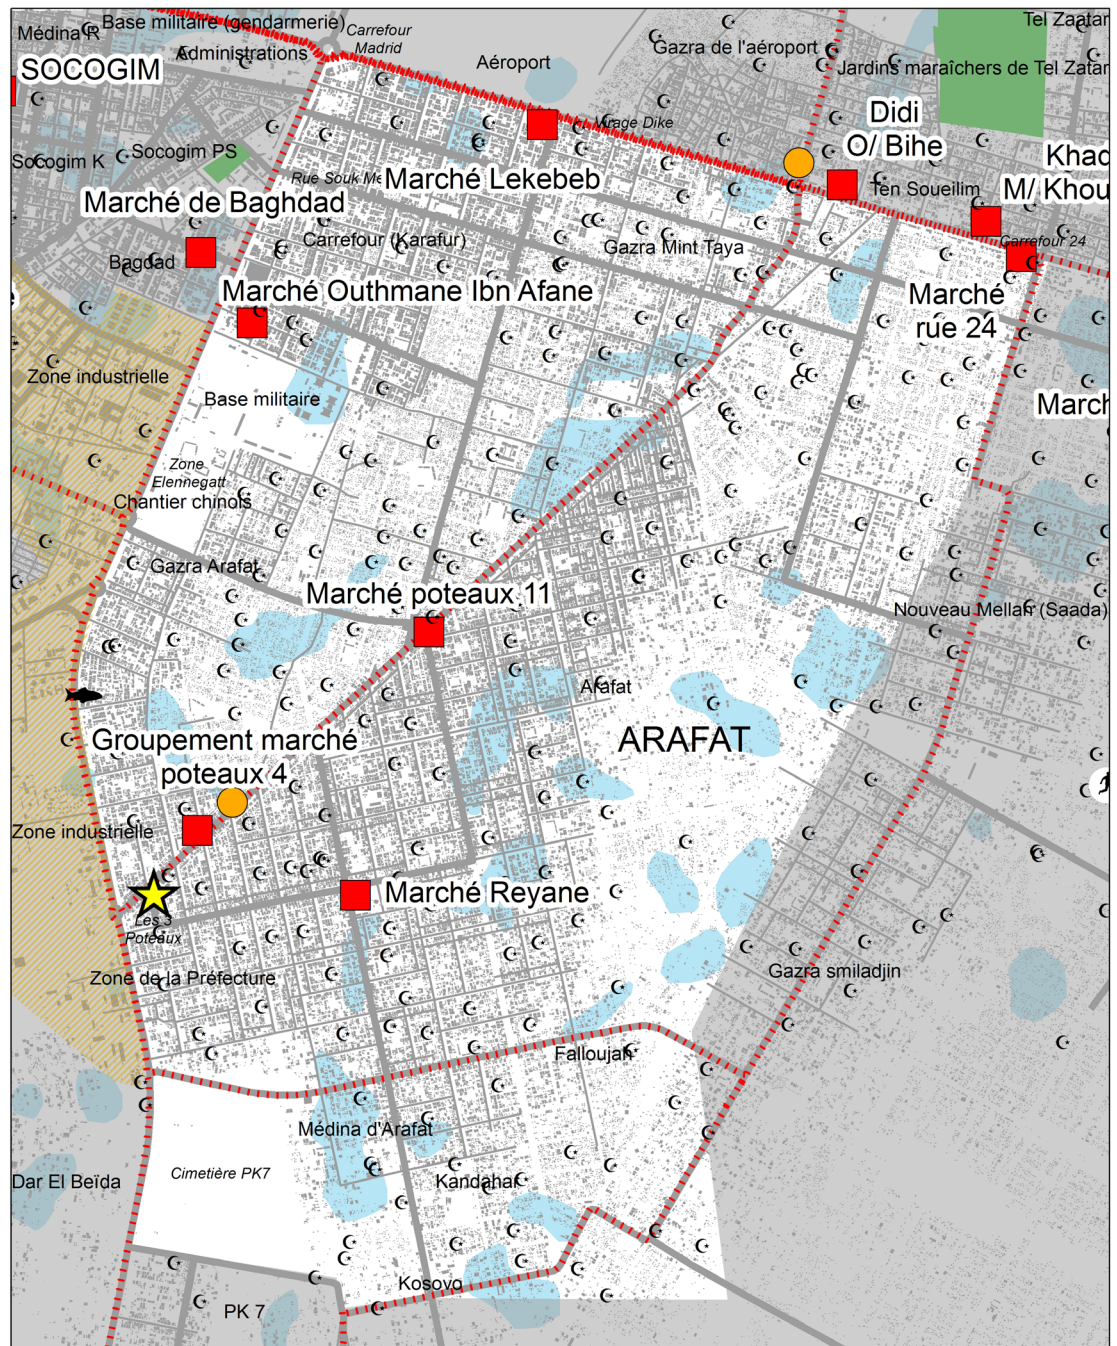 Médina R
Base militaire (gendarmerie)
Administrations
Carrefour
Madrid
Tel Zaatar
Gazra de l'aéroport
Aéroport
Jardins maraîchers de Tel Zatar
SOCOGIM
Didi
O/ Bihe
Virage Dike
Socogim K
Socogim PS
Khad
M/ Khou
Rue Souk Me
Marché Lekebeb
Ten Soueilim
Marché de Baghdad
Carrefour (Karafur)
Gazra Mint Taya
Carrefour 24
Bagdad
Marché Outhmane Ibn Afane
Marché
rue 24
Zone industrielle
Base militaire
March
Zone
Elennegatt
Chantier chinois
Gazra Arafat
Marché poteaux 11
Nouveau Mellah (Saada)
Arafat
ARAFAT
Groupement marché
poteaux 4
Zone industrielle
Marché Reyane
Les 3
Poteaux
Zone de la Préfecture
Gazra smiladjin
Falloujah
Médina d'Arafat
Cimetière PK7
Dar El Beïda
Kandahar
Kosovo
PK 7